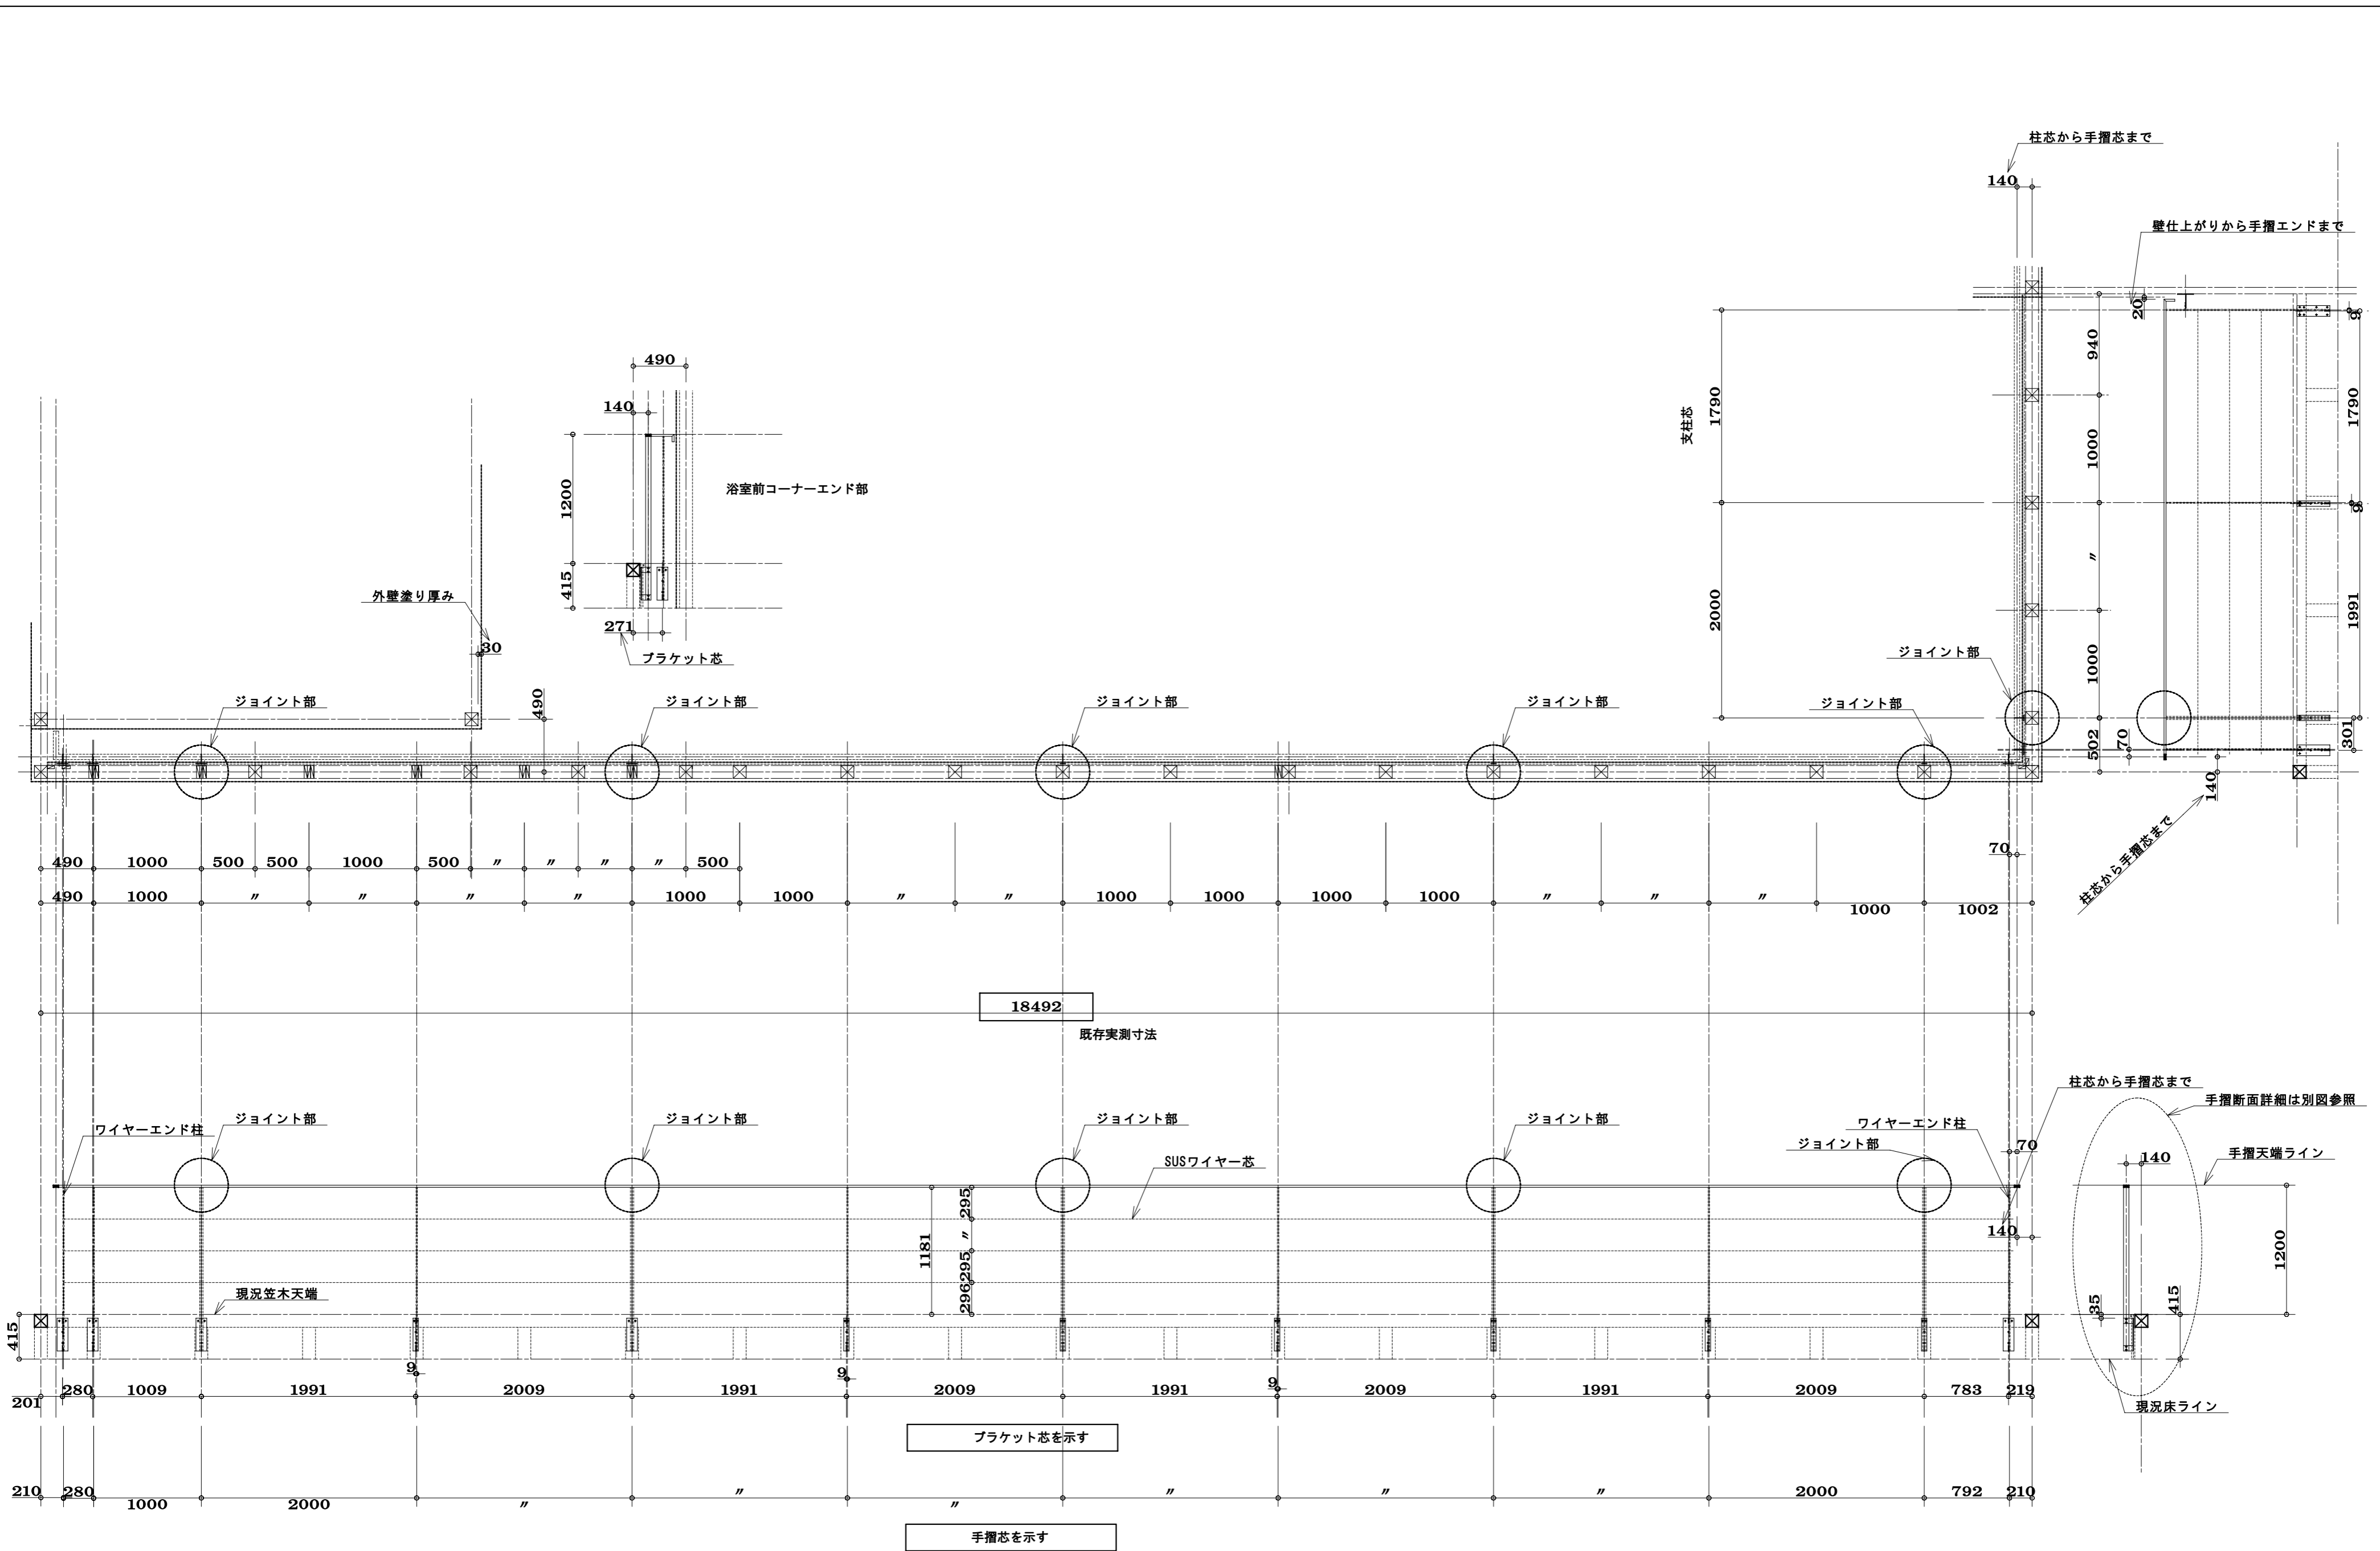 柱芯から手摺芯まで
140
壁仕上がりから手摺エンドまで
20
9
940
490
1790
1790
140
支柱芯
1000
浴室前コーナーエンド部
1200
9
〃
外壁塗り厚み
415
2000
1991
271
30
ブラケット芯
ジョイント部
1000
ジョイント部
490
ジョイント部
ジョイント部
ジョイント部
ジョイント部
70
502
301
140
柱芯から手摺芯まで
70
490 1000 500 500 1000 500 〃 〃 〃 〃 500
490 1000 〃 〃 〃 〃 1000 1000 〃 〃 1000 1000 1000 1000 〃 〃 〃 1000 1002
18492
既存実測寸法
柱芯から手摺芯まで
手摺断面詳細は別図参照
ジョイント部
ジョイント部
ジョイント部
ジョイント部
ワイヤーエンド柱
ワイヤーエンド柱
ジョイント部
70
SUSワイヤー芯
140
手摺天端ライン
295
〃
1181
295
296
140
1200
現況笠木天端
35
415
415
9
9
9
201 280 1009 1991 2009 1991 2009 1991 2009 1991 2009 783 219
現況床ライン
ブラケット芯を示す
210 280 1000 2000 〃 〃 〃 〃 〃 〃 2000 792 210
手摺芯を示す